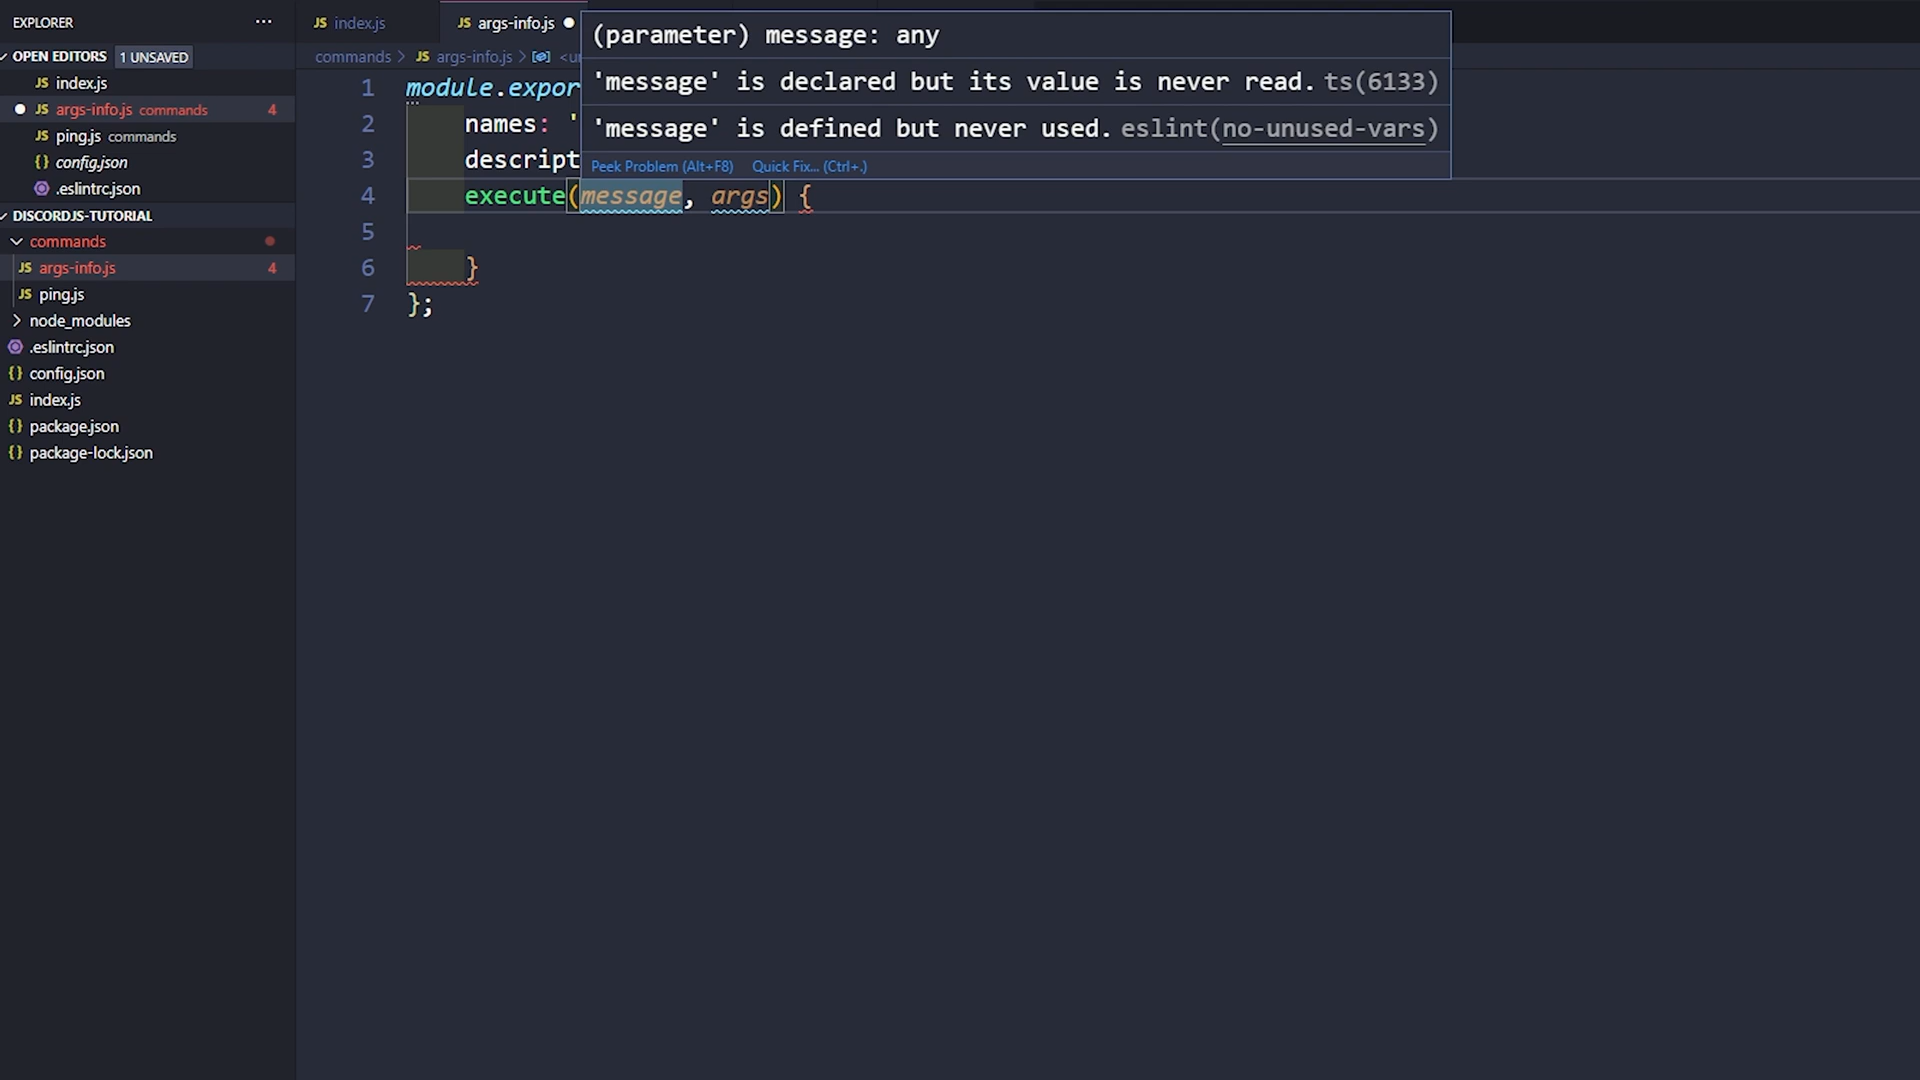 EXPLORER
···
OPEN EDITORS 1 UNSAVED
JS index.js
JS args-info.js commands 4
JS ping.js commands
{} config.json
.eslintrc.json
DISCORDJS-TUTORIAL
commands
JS args-info.js 4
JS ping.js
node_modules
.eslintrc.json
{} config.json
JS index.js
{} package.json
{} package-lock.json
JS index.js
JS args-info.js
commands > JS args-info.js >
(parameter) message: any
'message' is declared but its value is never read. ts(6133)
'message' is defined but never used. eslint(no-unused-vars)
Peek Problem (Alt+F8) Quick Fix... (Ctrl+.)
1 module.expor
2 names: '
3 descript
4 execute(message, args) {
5
6 }
7 };